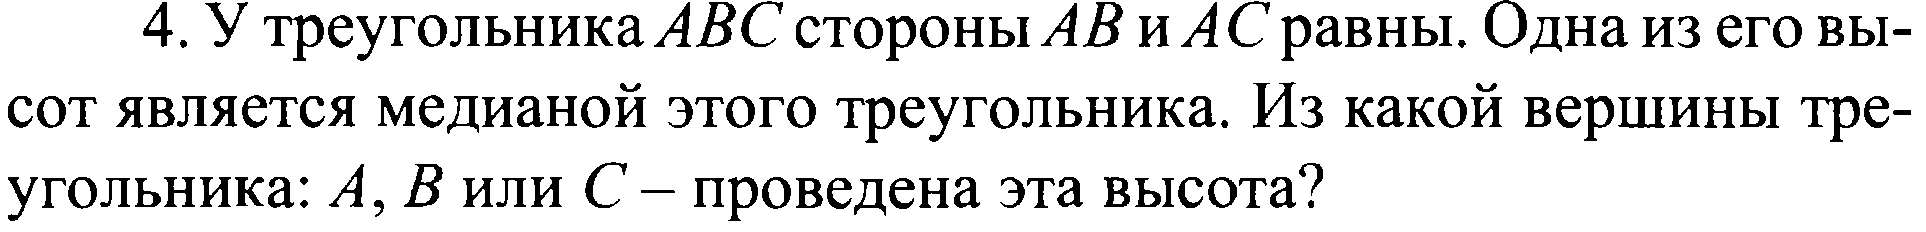 4. У треугольника ABC стороны AB и AC равны. Одна из его вы-
сот является медианой этого треугольника. Из какой вершины тре-
угольника: A, B или C – проведена эта высота?